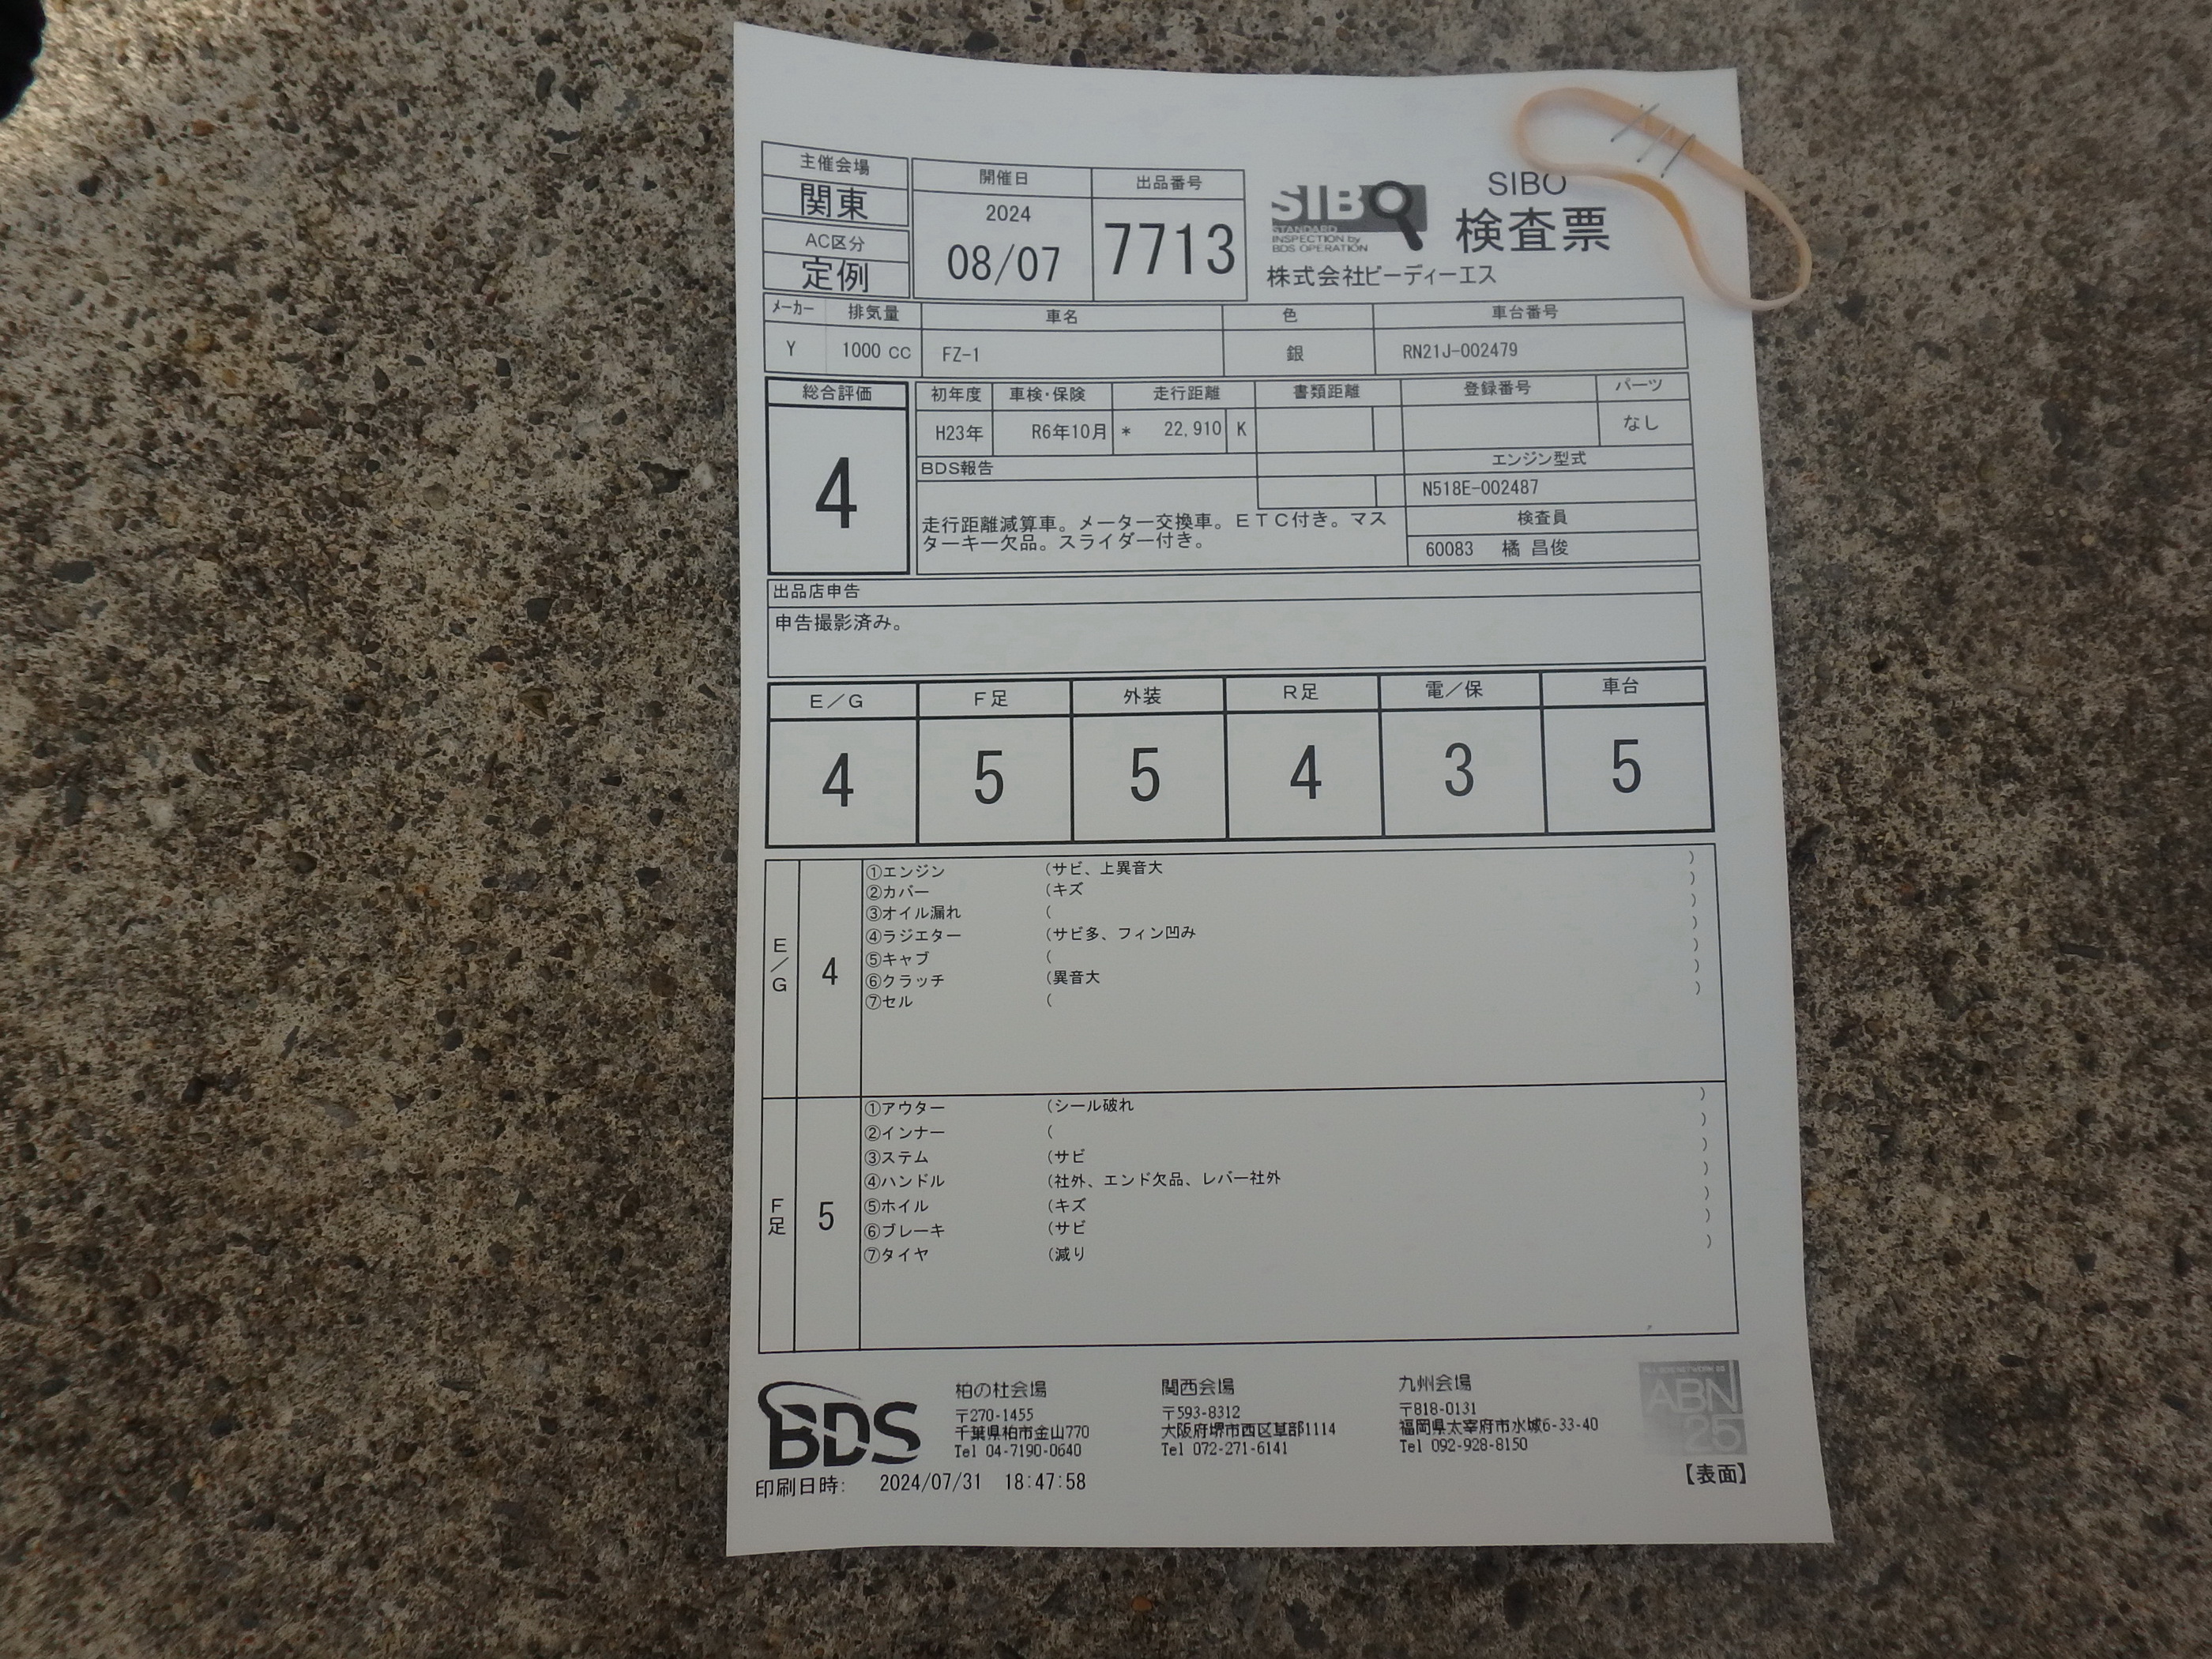 主催会場
関東
AC区分
定例
開催日
2024
08/07
出品番号
7713
SIBO
STANDARD
INSPECTION by
BDS OPERATION
SIBO
検査票
株式会社ビーディーエス
メーカー 排気量 車名 色 車台番号
Y 1000 cc FZ-1 銀 RN21J-002479
総合評価
4
初年度 車検・保険 走行距離 書類距離 登録番号 パーツ
H23年 R6年10月 * 22,910 K なし
BDS報告
走行距離減算車。メーター交換車。ETC付き。マス
ターキー欠品。スライダー付き。
エンジン型式
N518E-002487
検査員
60083 橘 昌俊
出品店申告
申告撮影済み。
E/G F足 外装 R足 電/保 車台
4 5 5 4 3 5
E/G
4
①エンジン (サビ、上異音大 )
②カバー (キズ )
③オイル漏れ ( )
④ラジエター (サビ多、フィン凹み )
⑤キャブ ( )
⑥クラッチ (異音大 )
⑦セル ( )
F足
5
①アウター (シール破れ )
②インナー ( )
③ステム (サビ )
④ハンドル (社外、エンド欠品、レバー社外 )
⑤ホイル (キズ )
⑥ブレーキ (サビ )
⑦タイヤ (減り )
BDS
柏の杜会場
〒270-1455
千葉県柏市金山770
Tel 04-7190-0640
関西会場
〒593-8312
大阪府堺市西区草部1114
Tel 072-271-6141
九州会場
〒818-0131
福岡県太宰府市水城6-33-40
Tel 092-928-8150
ABN
25
【表面】
印刷日時: 2024/07/31 18:47:58